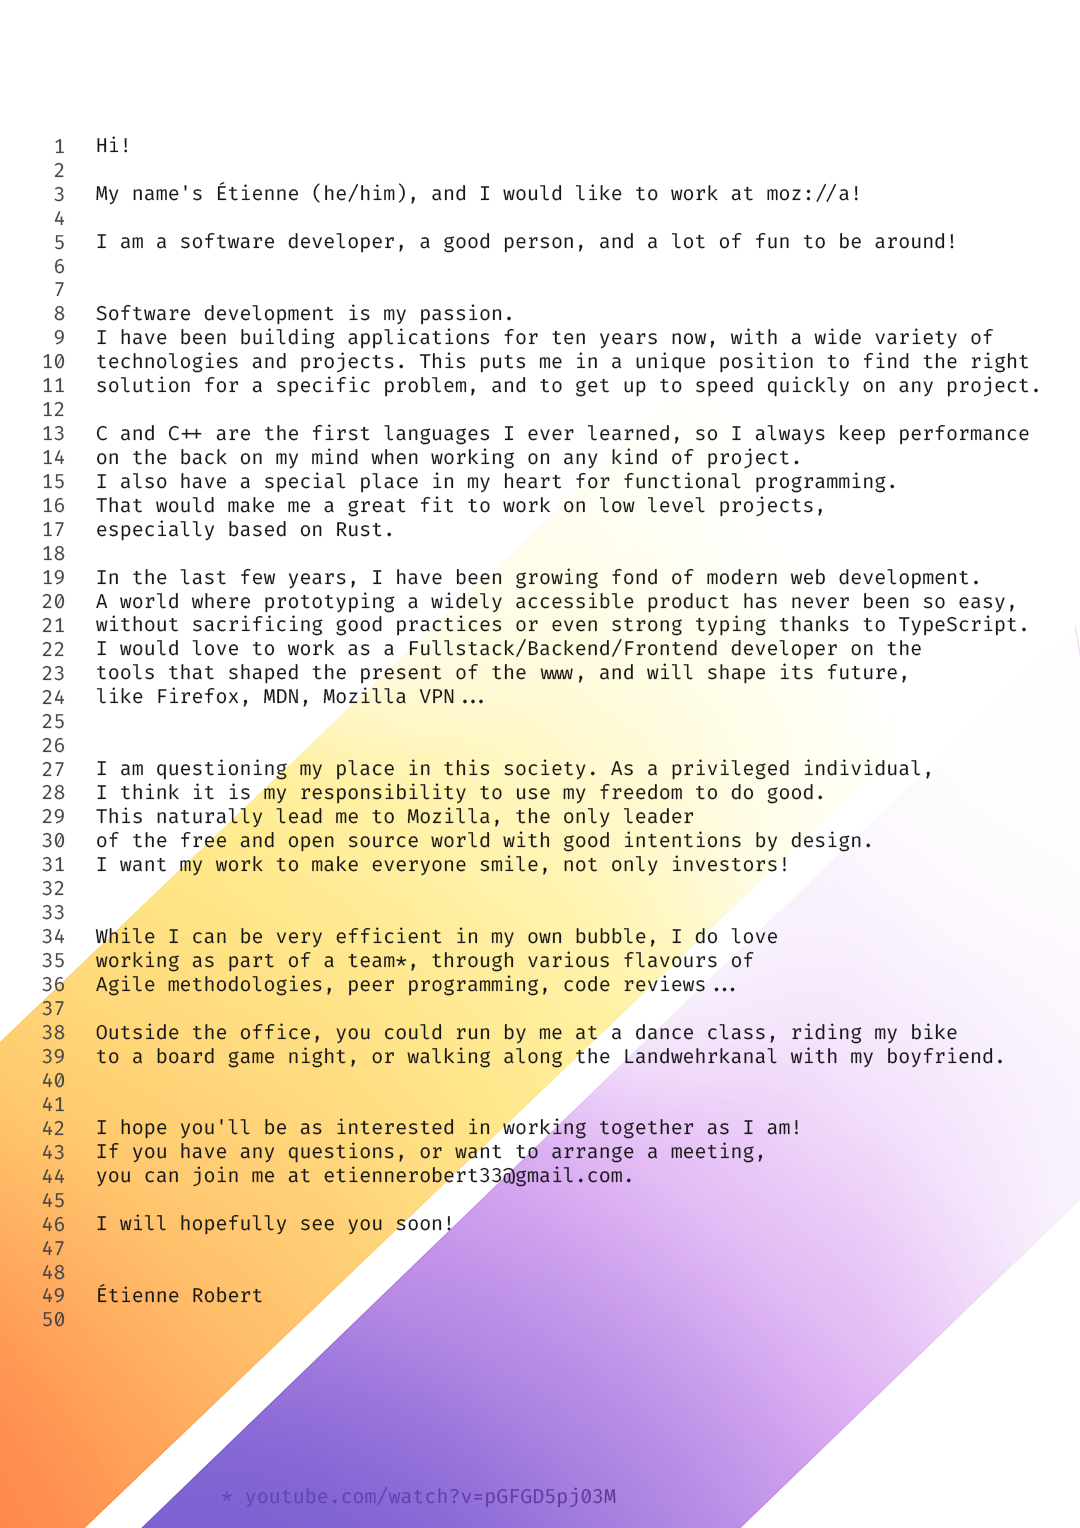 1 Hi!
2
3 My name's Étienne (he/him), and I would like to work at moz://a!
4
5 I am a software developer, a good person, and a lot of fun to be around!
6
7
8 Software development is my passion.
9 I have been building applications for ten years now, with a wide variety of
10 technologies and projects. This puts me in a unique position to find the right
11 solution for a specific problem, and to get up to speed quickly on any project.
12
13 C and C++ are the first languages I ever learned, so I always keep performance
14 on the back on my mind when working on any kind of project.
15 I also have a special place in my heart for functional programming.
16 That would make me a great fit to work on low level projects,
17 especially based on Rust.
18
19 In the last few years, I have been growing fond of modern web development.
20 A world where prototyping a widely accessible product has never been so easy,
21 without sacrificing good practices or even strong typing thanks to TypeScript.
22 I would love to work as a Fullstack/Backend/Frontend developer on the
23 tools that shaped the present of the www, and will shape its future,
24 like Firefox, MDN, Mozilla VPN...
25
26
27 I am questioning my place in this society. As a privileged individual,
28 I think it is my responsibility to use my freedom to do good.
29 This naturally lead me to Mozilla, the only leader
30 of the free and open source world with good intentions by design.
31 I want my work to make everyone smile, not only investors!
32
33
34 While I can be very efficient in my own bubble, I do love
35 working as part of a team*, through various flavours of
36 Agile methodologies, peer programming, code reviews...
37
38 Outside the office, you could run by me at a dance class, riding my bike
39 to a board game night, or walking along the Landwehrkanal with my boyfriend.
40
41
42 I hope you'll be as interested in working together as I am!
43 If you have any questions, or want to arrange a meeting,
44 you can join me at etiennerobert33@gmail.com.
45
46 I will hopefully see you soon!
47
48
49 Étienne Robert
50
* youtube.com/watch?v=pGFGD5pj03M